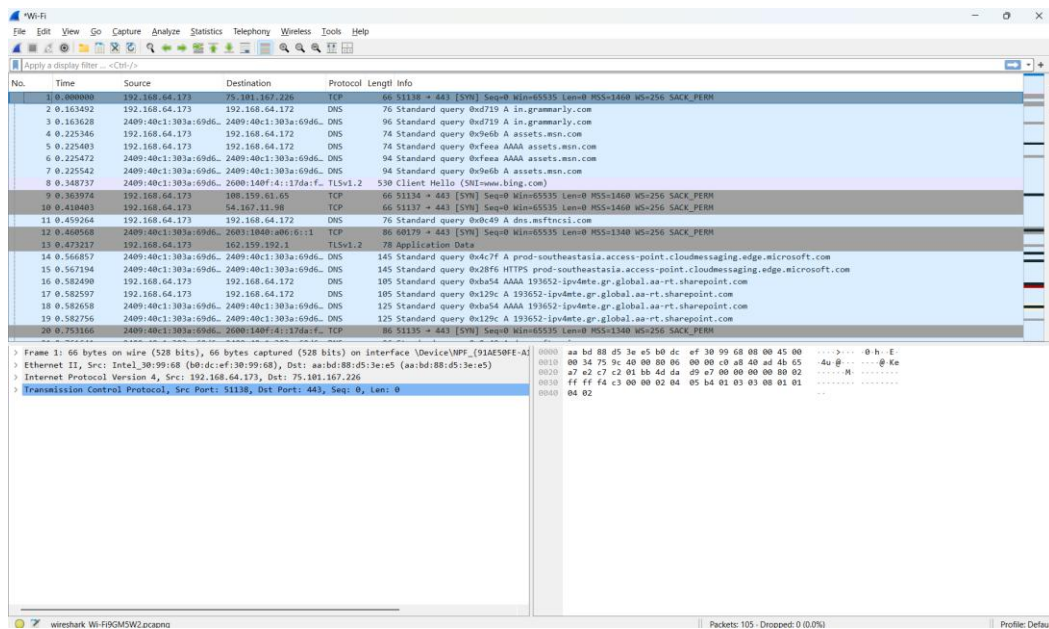 *Wi-Fi
File Edit View Go Capture Analyze Statistics Telephony Wireless Tools Help
Apply a display filter ... <Ctrl-/>
No. Time Source Destination Protocol Lengtl Info
1 0.000000 192.168.64.173 75.101.167.226 TCP 66 51138 → 443 [SYN] Seq=0 Win=65535 Len=0 MSS=1460 WS=256 SACK_PERM
2 0.163492 192.168.64.173 192.168.64.172 DNS 76 Standard query 0xd719 A in.grammarly.com
3 0.163628 2409:40c1:303a:69d6… 2409:40c1:303a:69d6… DNS 96 Standard query 0xd719 A in.grammarly.com
4 0.225346 192.168.64.173 192.168.64.172 DNS 74 Standard query 0x9e6b A assets.msn.com
5 0.225403 192.168.64.173 192.168.64.172 DNS 74 Standard query 0xfeea AAAA assets.msn.com
6 0.225472 2409:40c1:303a:69d6… 2409:40c1:303a:69d6… DNS 94 Standard query 0xfeea AAAA assets.msn.com
7 0.225542 2409:40c1:303a:69d6… 2409:40c1:303a:69d6… DNS 94 Standard query 0x9e6b A assets.msn.com
8 0.348737 2409:40c1:303a:69d6… 2600:140f:4::17da:f… TLSv1.2 530 Client Hello (SNI=www.bing.com)
9 0.363974 192.168.64.173 108.159.61.65 TCP 66 51134 → 443 [SYN] Seq=0 Win=65535 Len=0 MSS=1460 WS=256 SACK_PERM
10 0.410403 192.168.64.173 54.167.11.98 TCP 66 51137 → 443 [SYN] Seq=0 Win=65535 Len=0 MSS=1460 WS=256 SACK_PERM
11 0.459264 192.168.64.173 192.168.64.172 DNS 76 Standard query 0x0c49 A dns.msftncsi.com
12 0.460568 2409:40c1:303a:69d6… 2603:1040:a06:6::1 TCP 86 60179 → 443 [SYN] Seq=0 Win=65535 Len=0 MSS=1340 WS=256 SACK_PERM
13 0.473217 192.168.64.173 162.159.192.1 TLSv1.2 78 Application Data
14 0.566857 2409:40c1:303a:69d6… 2409:40c1:303a:69d6… DNS 145 Standard query 0x4c7f A prod-southeastasia.access-point.cloudmessaging.edge.microsoft.com
15 0.567194 2409:40c1:303a:69d6… 2409:40c1:303a:69d6… DNS 145 Standard query 0x28f6 HTTPS prod-southeastasia.access-point.cloudmessaging.edge.microsoft.com
16 0.582490 192.168.64.173 192.168.64.172 DNS 105 Standard query 0xba54 AAAA 193652-ipv4mte.gr.global.aa-rt.sharepoint.com
17 0.582597 192.168.64.173 192.168.64.172 DNS 105 Standard query 0x129c A 193652-ipv4mte.gr.global.aa-rt.sharepoint.com
18 0.582658 2409:40c1:303a:69d6… 2409:40c1:303a:69d6… DNS 125 Standard query 0xba54 AAAA 193652-ipv4mte.gr.global.aa-rt.sharepoint.com
19 0.582756 2409:40c1:303a:69d6… 2409:40c1:303a:69d6… DNS 125 Standard query 0x129c A 193652-ipv4mte.gr.global.aa-rt.sharepoint.com
20 0.753166 2409:40c1:303a:69d6… 2600:140f:4::17da:f… TCP 86 51135 → 443 [SYN] Seq=0 Win=65535 Len=0 MSS=1340 WS=256 SACK_PERM
Frame 1: 66 bytes on wire (528 bits), 66 bytes captured (528 bits) on interface \Device\NPF_{91AE50FE-A1
Ethernet II, Src: Intel_30:99:68 (b0:dc:ef:30:99:68), Dst: aa:bd:88:d5:3e:e5 (aa:bd:88:d5:3e:e5)
Internet Protocol Version 4, Src: 192.168.64.173, Dst: 75.101.167.226
Transmission Control Protocol, Src Port: 51138, Dst Port: 443, Seq: 0, Len: 0
0000 aa bd 88 d5 3e e5 b0 dc ef 30 99 68 08 00 45 00 ····>··· ·0·h··E·
0010 00 34 75 9c 40 00 80 06 00 00 c0 a8 40 ad 4b 65 ·4u·@··· ····@·Ke
0020 a7 e2 c7 c2 01 bb 4d da d9 e7 00 00 00 00 80 02 ······M· ········
0030 ff ff f4 c3 00 00 02 04 05 b4 01 03 03 08 01 01 ········ ········
0040 04 02 ··
wireshark_Wi-Fi9GM5W2.pcapng Packets: 105 · Dropped: 0 (0.0%) Profile: Defau